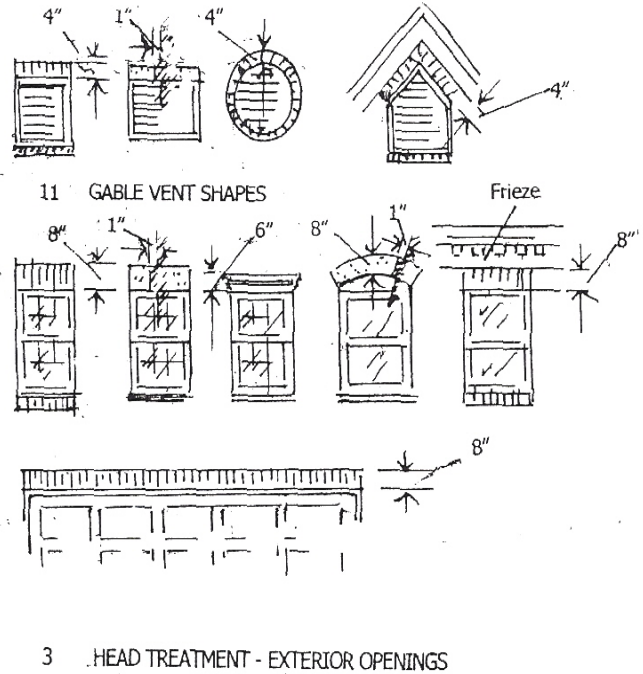 4" 1" 4"
4"
11 GABLE VENT SHAPES
Frieze
8" 1" 6" 8" 1" 8"
8"
3 HEAD TREATMENT - EXTERIOR OPENINGS